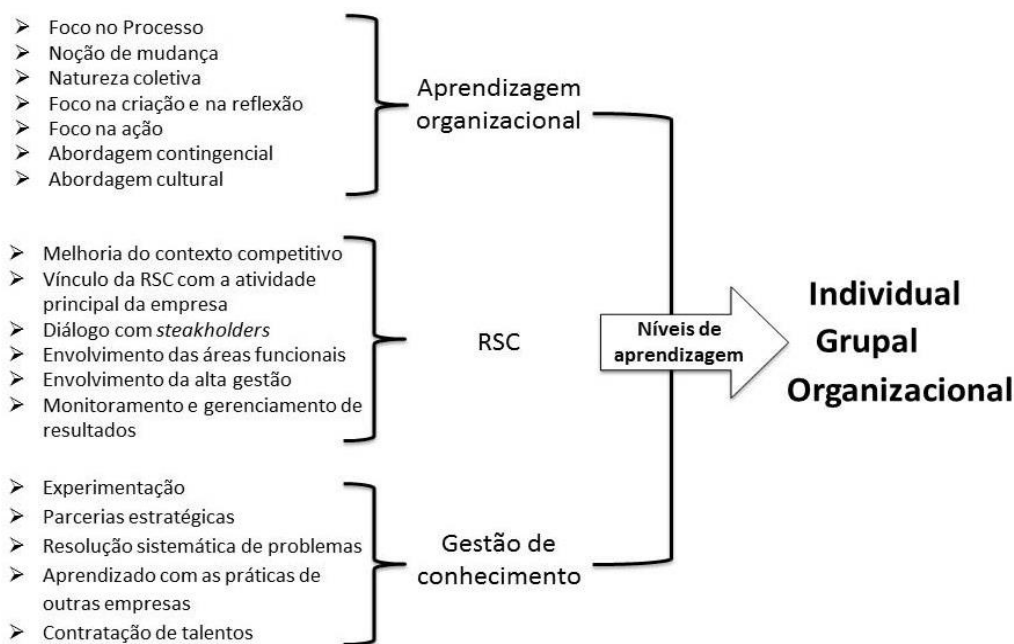 ➢ Foco no Processo
➢ Noção de mudança
➢ Natureza coletiva
➢ Foco na criação e na reflexão
➢ Foco na ação
➢ Abordagem contingencial
➢ Abordagem cultural
Aprendizagem
organizacional
➢ Melhoria do contexto competitivo
➢ Vínculo da RSC com a atividade
principal da empresa
➢ Diálogo com steakholders
➢ Envolvimento das áreas funcionais
➢ Envolvimento da alta gestão
➢ Monitoramento e gerenciamento de
resultados
RSC
➢ Experimentação
➢ Parcerias estratégicas
➢ Resolução sistemática de problemas
➢ Aprendizado com as práticas de
outras empresas
➢ Contratação de talentos
Gestão de
conhecimento
Níveis de
aprendizagem
Individual
Grupal
Organizacional